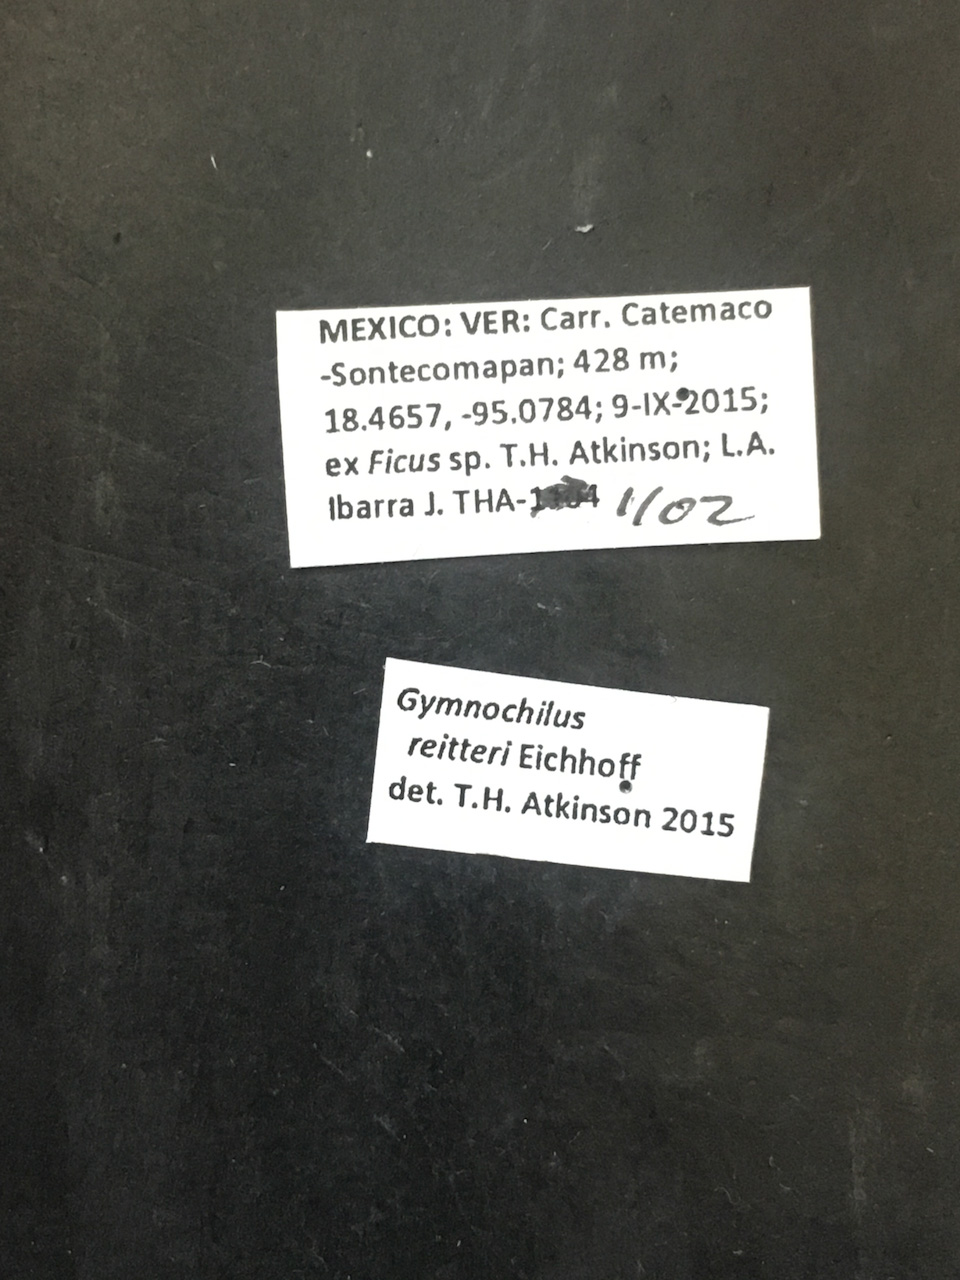 MEXICO: VER: Carr. Catemaco
-Sontecomapan; 428 m;
18.4657, -95.0784; 9-IX-2015;
ex Ficus sp. T.H. Atkinson; L.A.
Ibarra J. THA- 1102
Gymnochilus
reitteri Eichhoff
det. T.H. Atkinson 2015